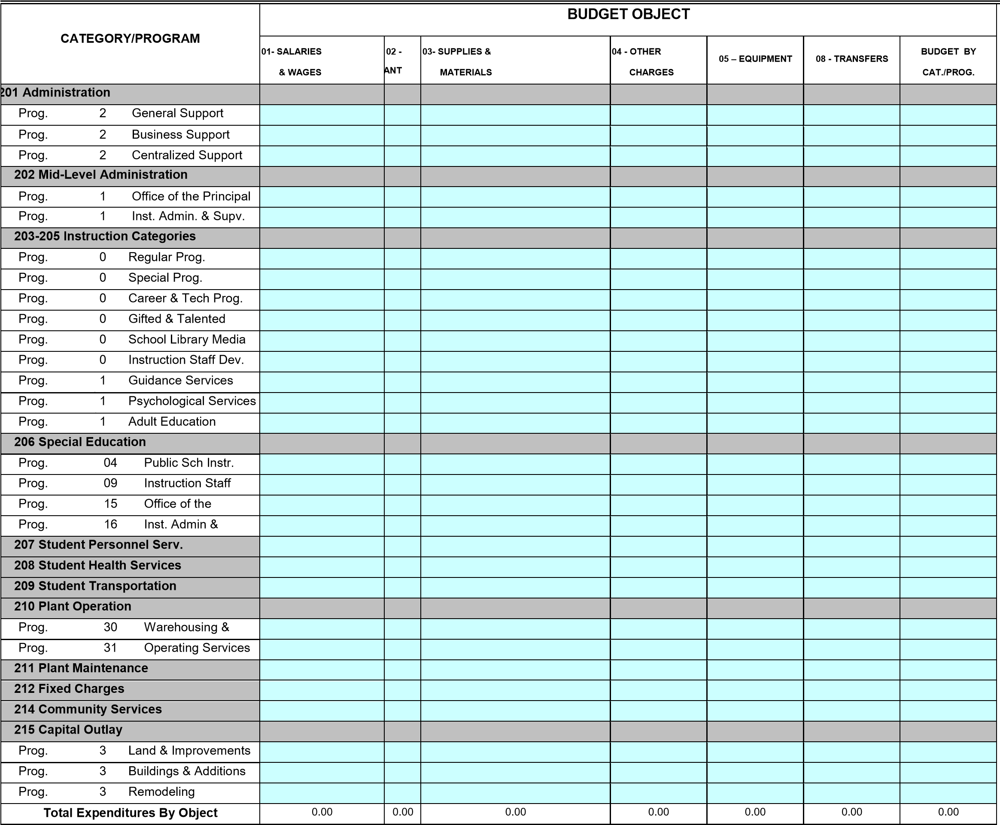 BUDGET OBJECT
CATEGORY/PROGRAM
01- SALARIES & WAGES
02 - ANT
03- SUPPLIES & MATERIALS
04 - OTHER CHARGES
05 – EQUIPMENT
08 - TRANSFERS
BUDGET BY CAT./PROG.
201 Administration
Prog. 2 General Support
Prog. 2 Business Support
Prog. 2 Centralized Support
202 Mid-Level Administration
Prog. 1 Office of the Principal
Prog. 1 Inst. Admin. & Supv.
203-205 Instruction Categories
Prog. 0 Regular Prog.
Prog. 0 Special Prog.
Prog. 0 Career & Tech Prog.
Prog. 0 Gifted & Talented
Prog. 0 School Library Media
Prog. 0 Instruction Staff Dev.
Prog. 1 Guidance Services
Prog. 1 Psychological Services
Prog. 1 Adult Education
206 Special Education
Prog. 04 Public Sch Instr.
Prog. 09 Instruction Staff
Prog. 15 Office of the
Prog. 16 Inst. Admin &
207 Student Personnel Serv.
208 Student Health Services
209 Student Transportation
210 Plant Operation
Prog. 30 Warehousing &
Prog. 31 Operating Services
211 Plant Maintenance
212 Fixed Charges
214 Community Services
215 Capital Outlay
Prog. 3 Land & Improvements
Prog. 3 Buildings & Additions
Prog. 3 Remodeling
Total Expenditures By Object 0.00 0.00 0.00 0.00 0.00 0.00 0.00